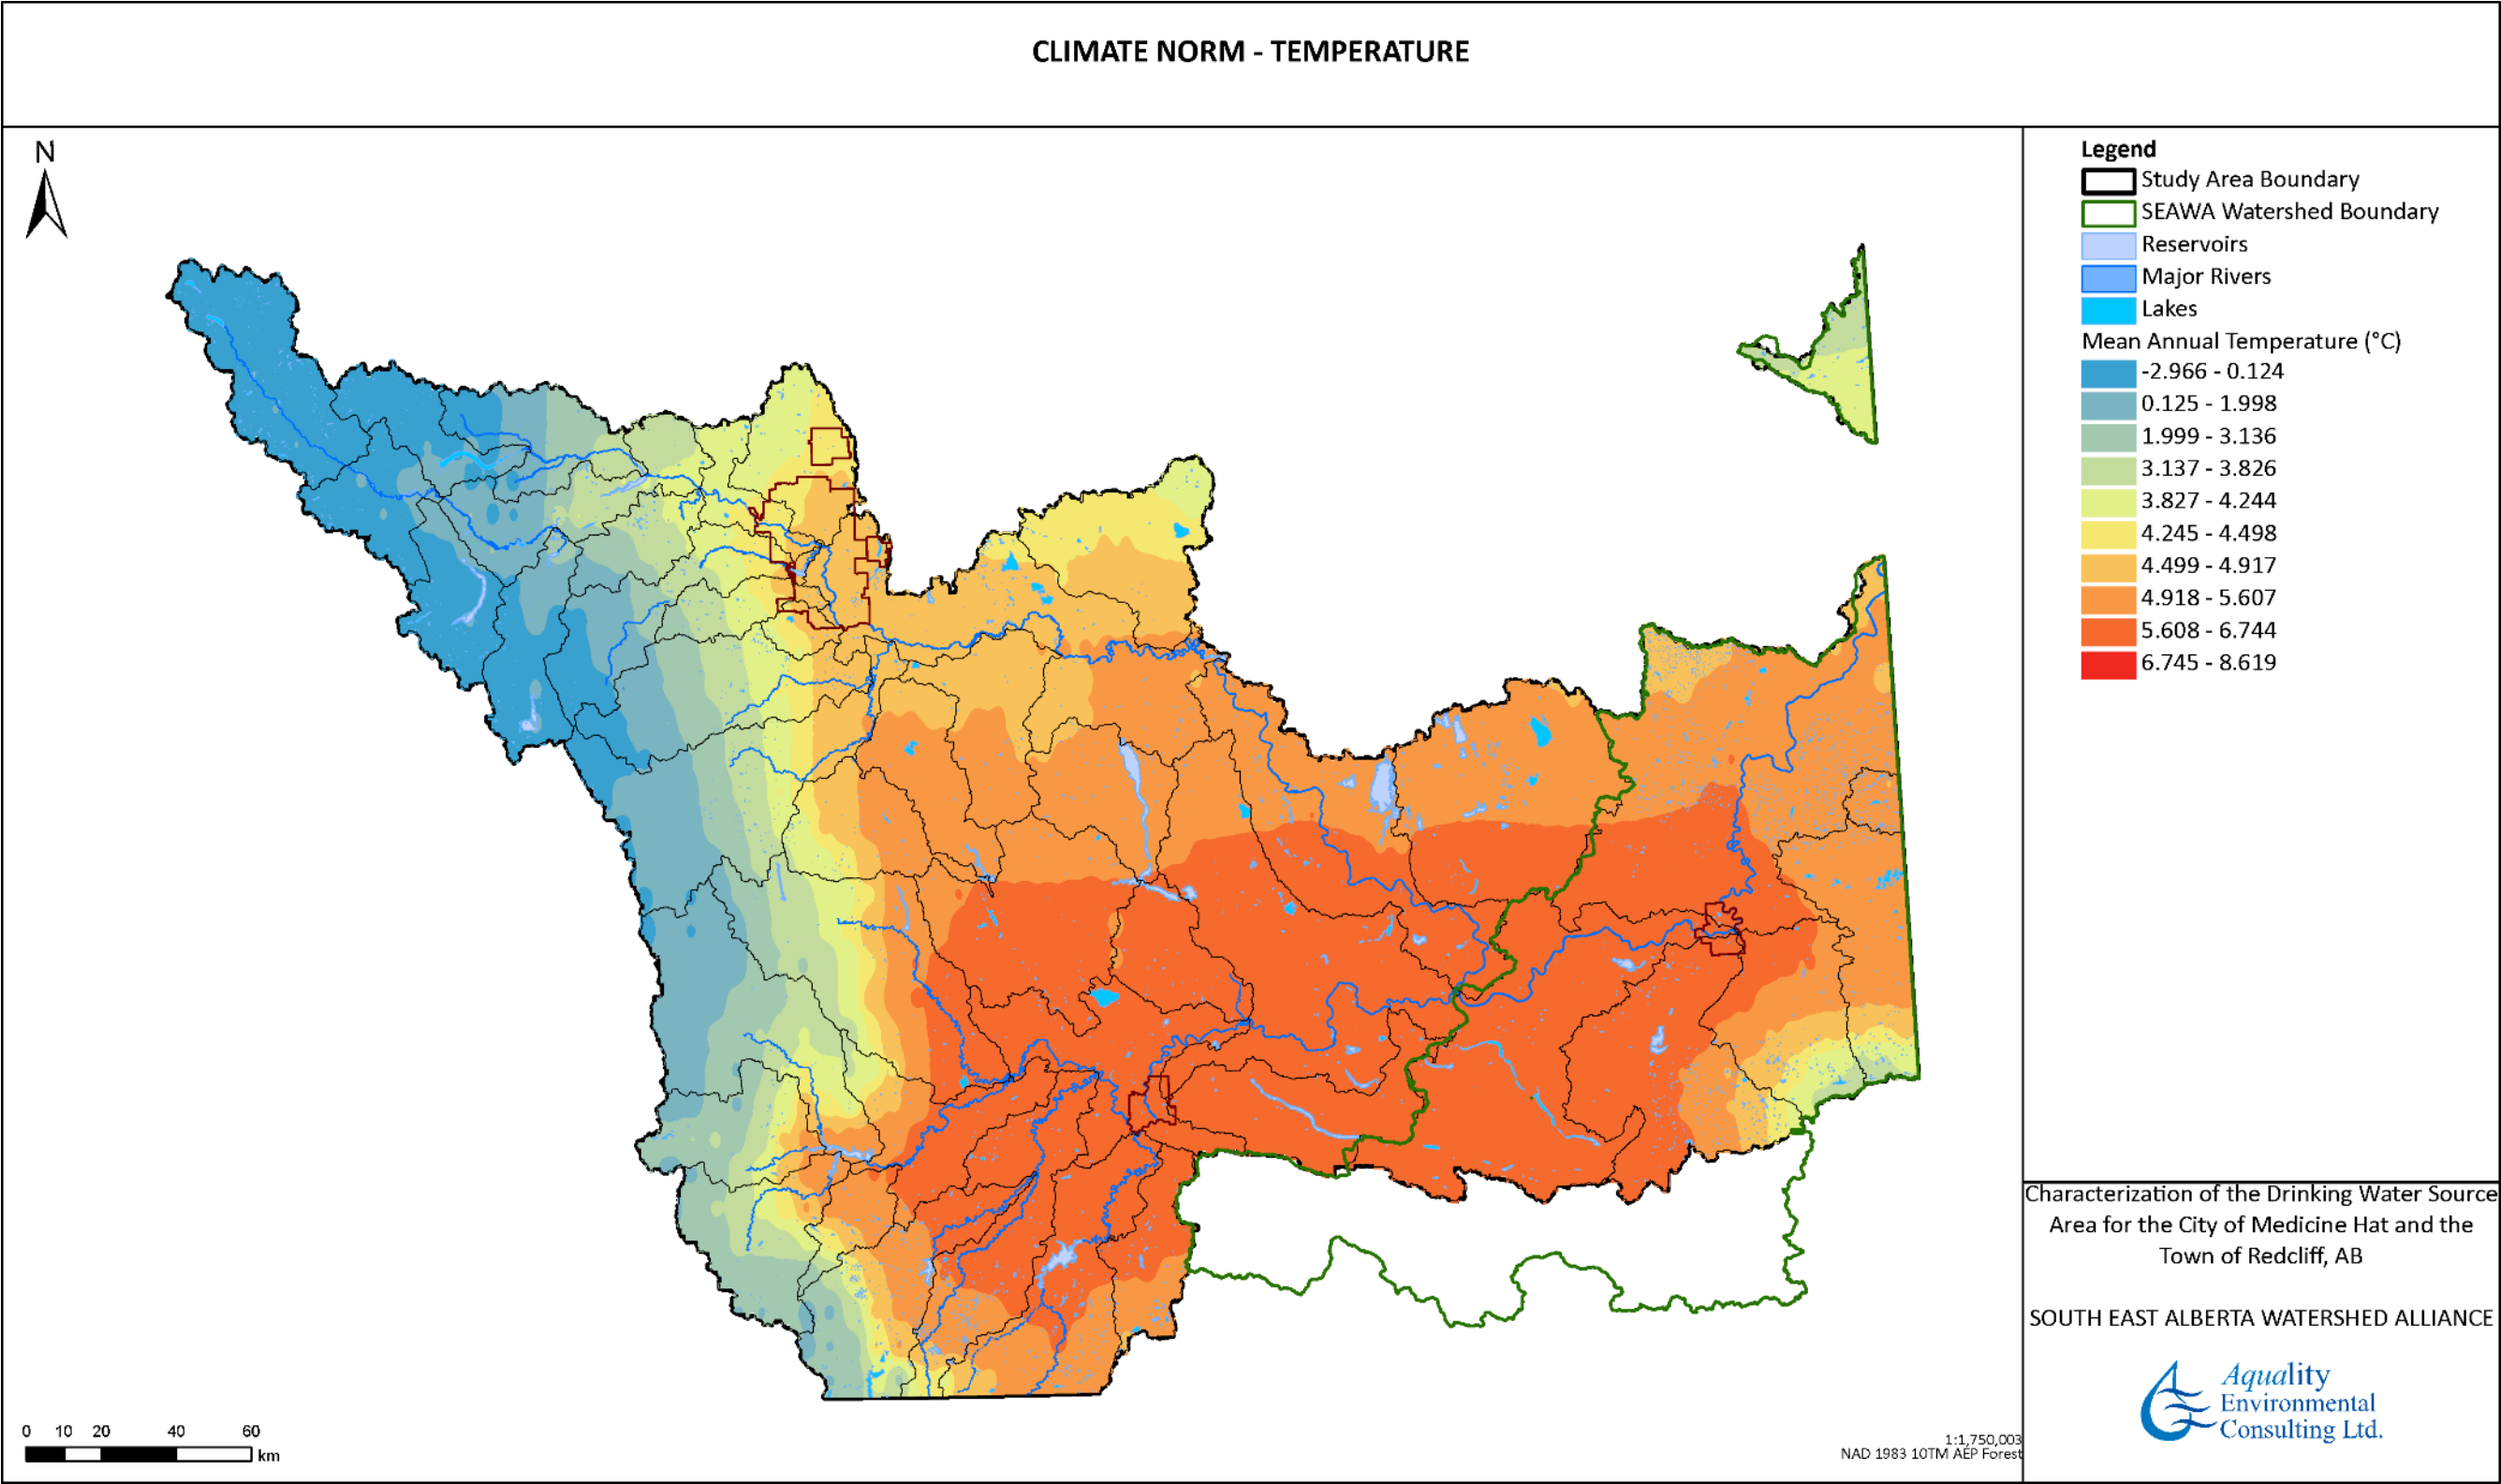 CLIMATE NORM - TEMPERATURE
N
Legend
Study Area Boundary
SEAWA Watershed Boundary
Reservoirs
Major Rivers
Lakes
Mean Annual Temperature (°C)
-2.966 - 0.124
0.125 - 1.998
1.999 - 3.136
3.137 - 3.826
3.827 - 4.244
4.245 - 4.498
4.499 - 4.917
4.918 - 5.607
5.608 - 6.744
6.745 - 8.619
Characterization of the Drinking Water Source
Area for the City of Medicine Hat and the
Town of Redcliff, AB
SOUTH EAST ALBERTA WATERSHED ALLIANCE
Aquality
Environmental
Consulting Ltd.
0 10 20 40 60
km
1:1,750,003
NAD 1983 10TM AEP Forest